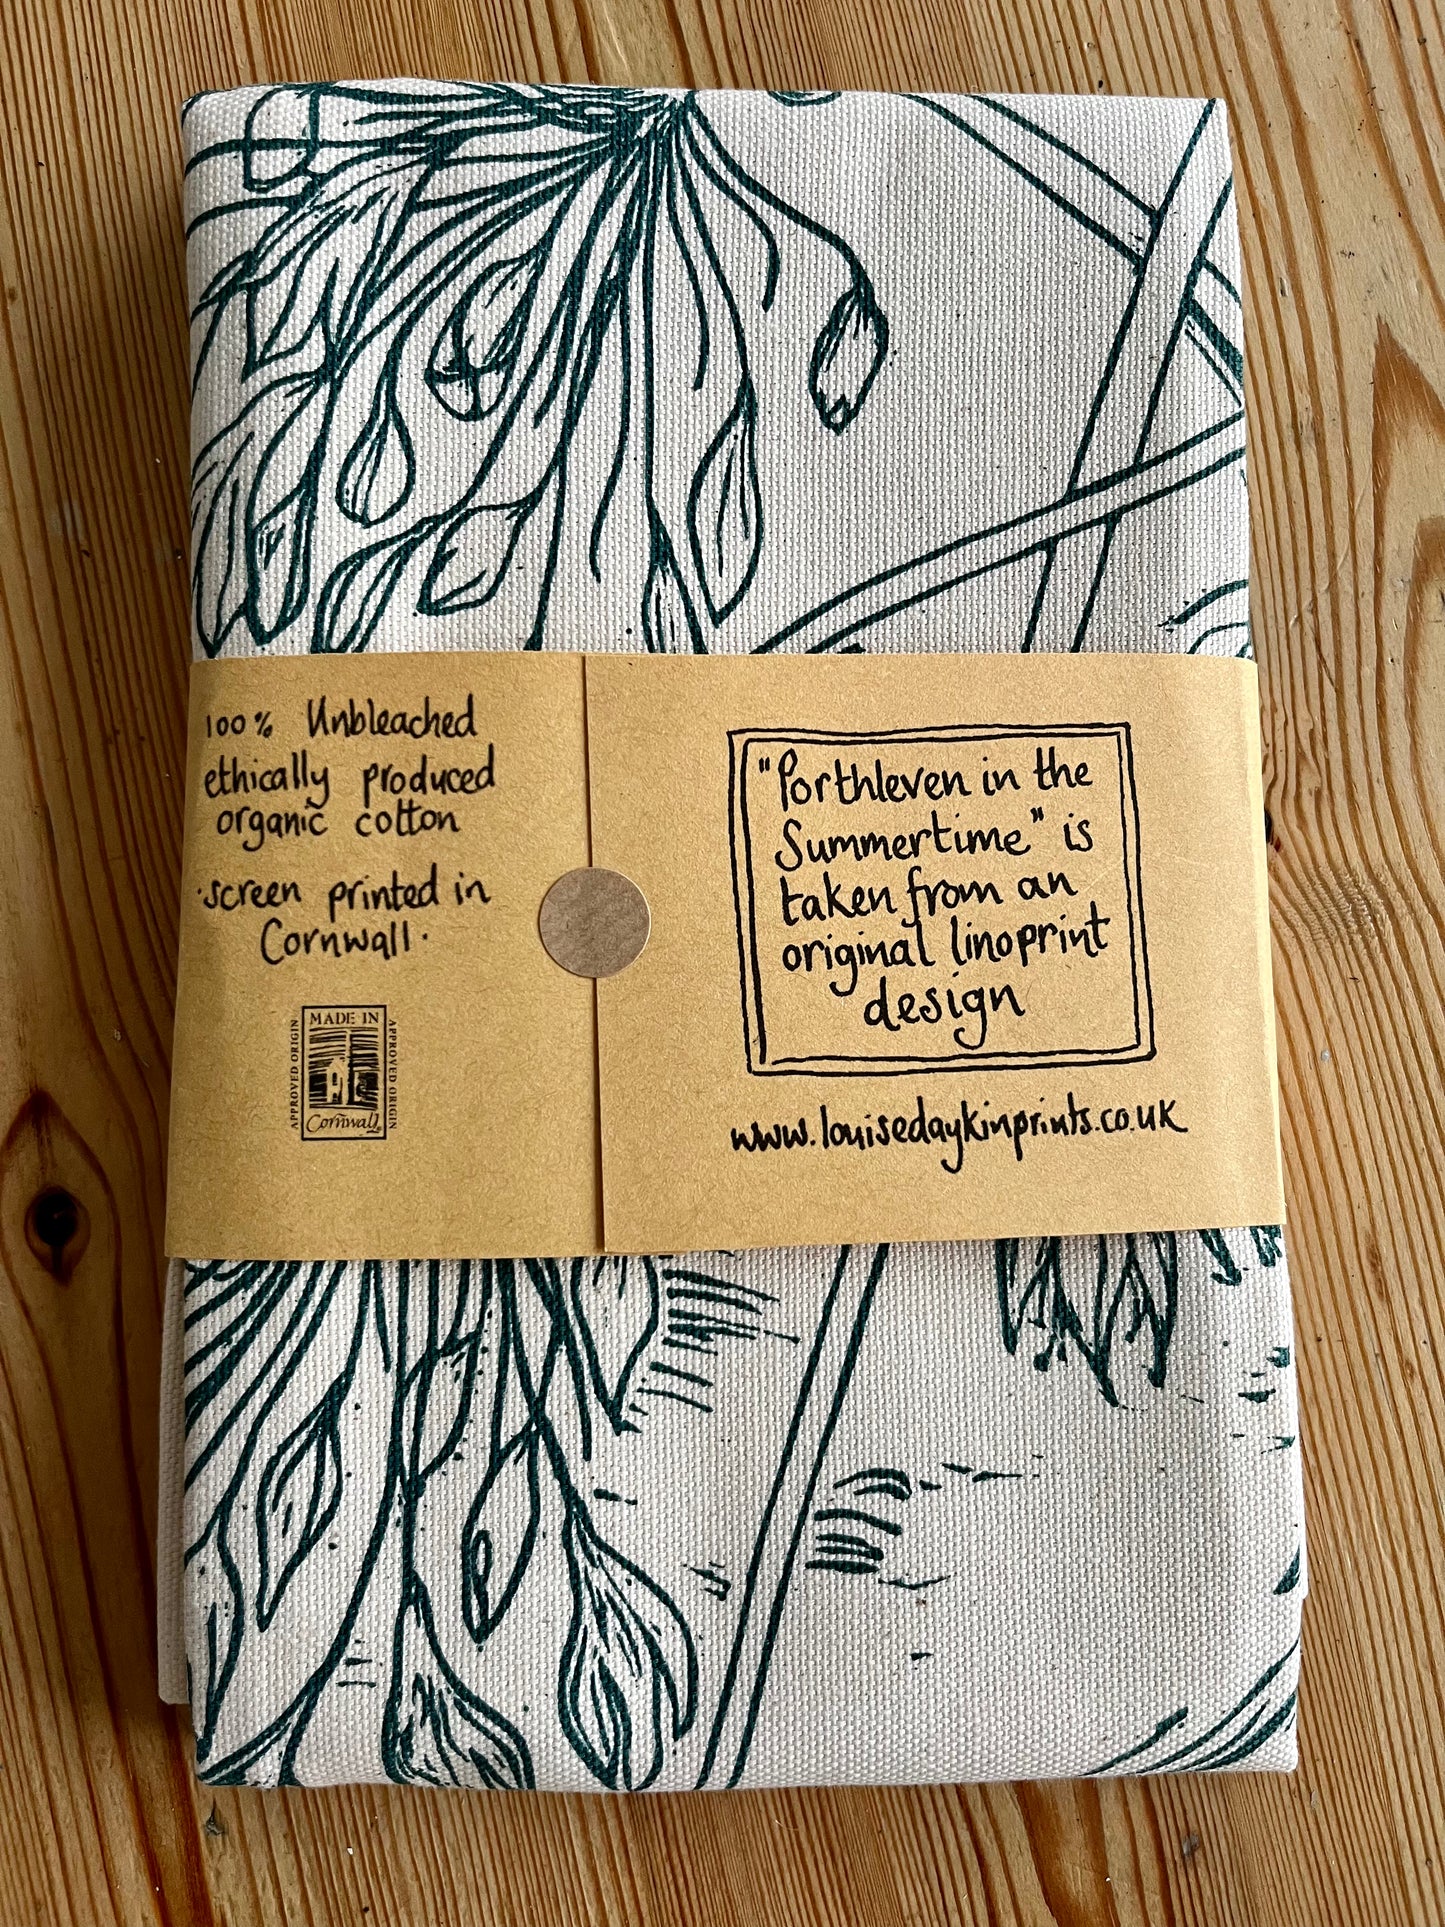 100% Unbleached
ethically produced
organic cotton
·screen printed in
Cornwall·
MADE IN
APPROVED ORIGIN
APPROVED ORIGIN
Cornwall
"Porthleven in the
Summertime" is
taken from an
original linoprint
design
www.louisedaykinprints.co.uk